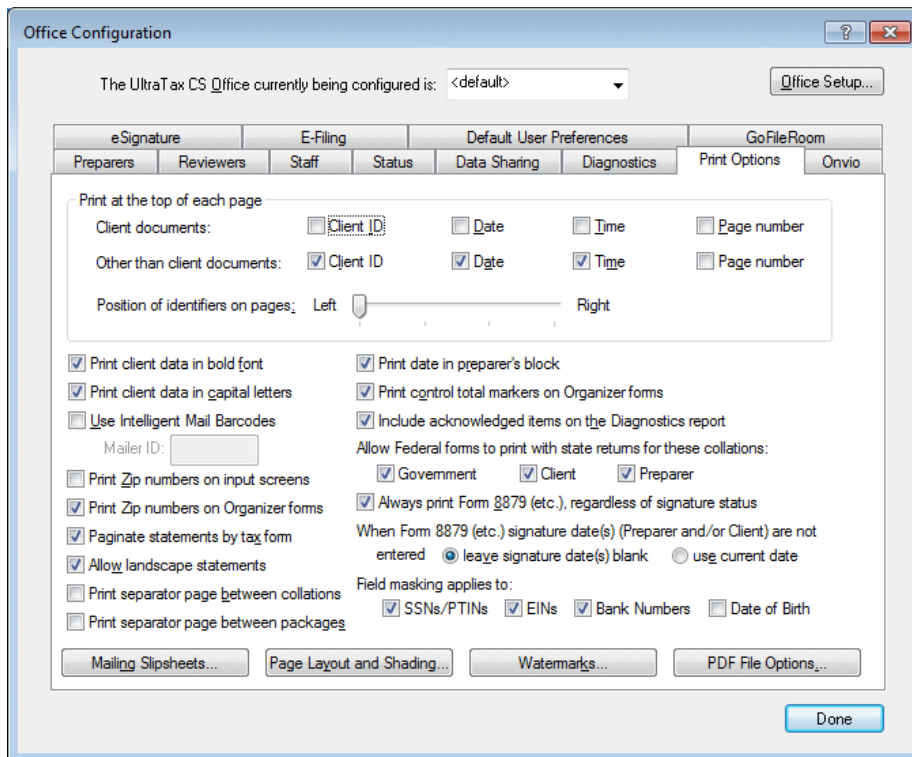 Office Configuration
The UltraTax CS Office currently being configured is: <default> Office Setup...
eSignature E-Filing Default User Preferences GoFileRoom
Preparers Reviewers Staff Status Data Sharing Diagnostics Print Options Onvio
Print at the top of each page
Client documents: Client ID Date Time Page number
Other than client documents: Client ID Date Time Page number
Position of identifiers on pages: Left Right
Print client data in bold font Print date in preparer's block
Print client data in capital letters Print control total markers on Organizer forms
Use Intelligent Mail Barcodes Include acknowledged items on the Diagnostics report
Mailer ID: Allow Federal forms to print with state returns for these collations:
Print Zip numbers on input screens Government Client Preparer
Print Zip numbers on Organizer forms Always print Form 8879 (etc.), regardless of signature status
Paginate statements by tax form When Form 8879 (etc.) signature date(s) (Preparer and/or Client) are not
Allow landscape statements entered leave signature date(s) blank use current date
Print separator page between collations Field masking applies to:
Print separator page between packages SSNs/PTINs EINs Bank Numbers Date of Birth
Mailing Slipsheets... Page Layout and Shading... Watermarks... PDF File Options...
Done